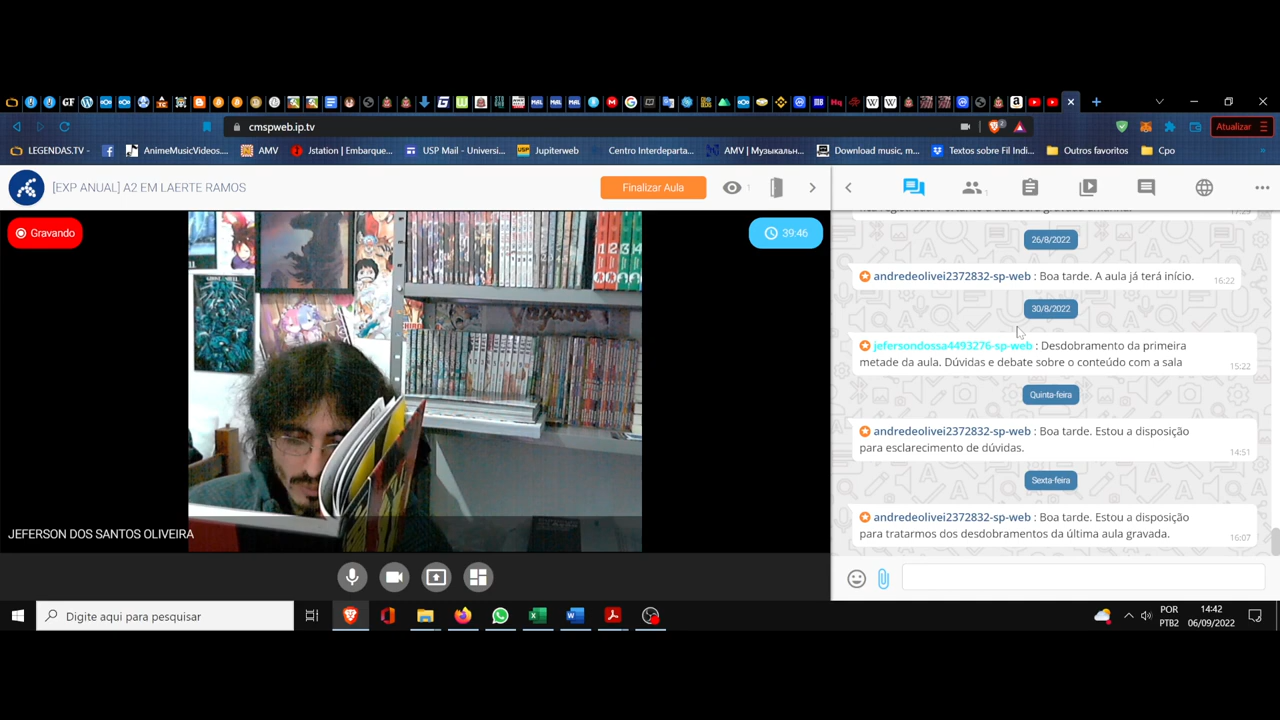 cmspweb.ip.tv
2
Atualizar
LEGENDAS.TV -
AnimeMusicVideos....
AMV
Jstation | Embarque...
USP Mail - Universi...
Jupiterweb
Centro Interdeparta...
AMV | Музыкальн...
Download music, m...
Textos sobre Fil Indi...
Outros favoritos
Cpo
[EXP ANUAL] A2 EM LAERTE RAMOS
Finalizar Aula
1
1
Gravando
39:46
JEFERSON DOS SANTOS OLIVEIRA
17:29
26/8/2022
andredeolivei2372832-sp-web : Boa tarde. A aula já terá início.
16:22
30/8/2022
jefersondossa4493276-sp-web : Desdobramento da primeira
metade da aula. Dúvidas e debate sobre o conteúdo com a sala
15:22
Quinta-feira
andredeolivei2372832-sp-web : Boa tarde. Estou a disposição
para esclarecimento de dúvidas.
14:51
Sexta-feira
andredeolivei2372832-sp-web : Boa tarde. Estou a disposição
para tratarmos dos desdobramentos da última aula gravada.
16:07
Digite aqui para pesquisar
POR
PTB2
14:42
06/09/2022